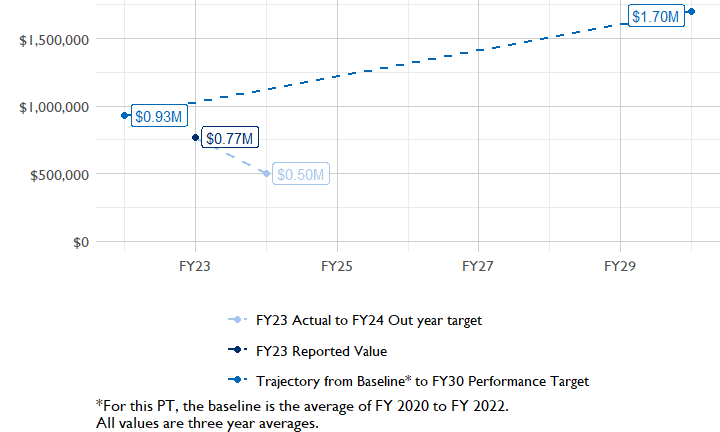 $1.70M
$1,500,000
$1,000,000
$0.93M
$0.77M
$500,000
$0.50M
$0
FY23 FY25 FY27 FY29
FY23 Actual to FY24 Out year target
FY23 Reported Value
Trajectory from Baseline* to FY30 Performance Target
*For this PT, the baseline is the average of FY 2020 to FY 2022.
All values are three year averages.